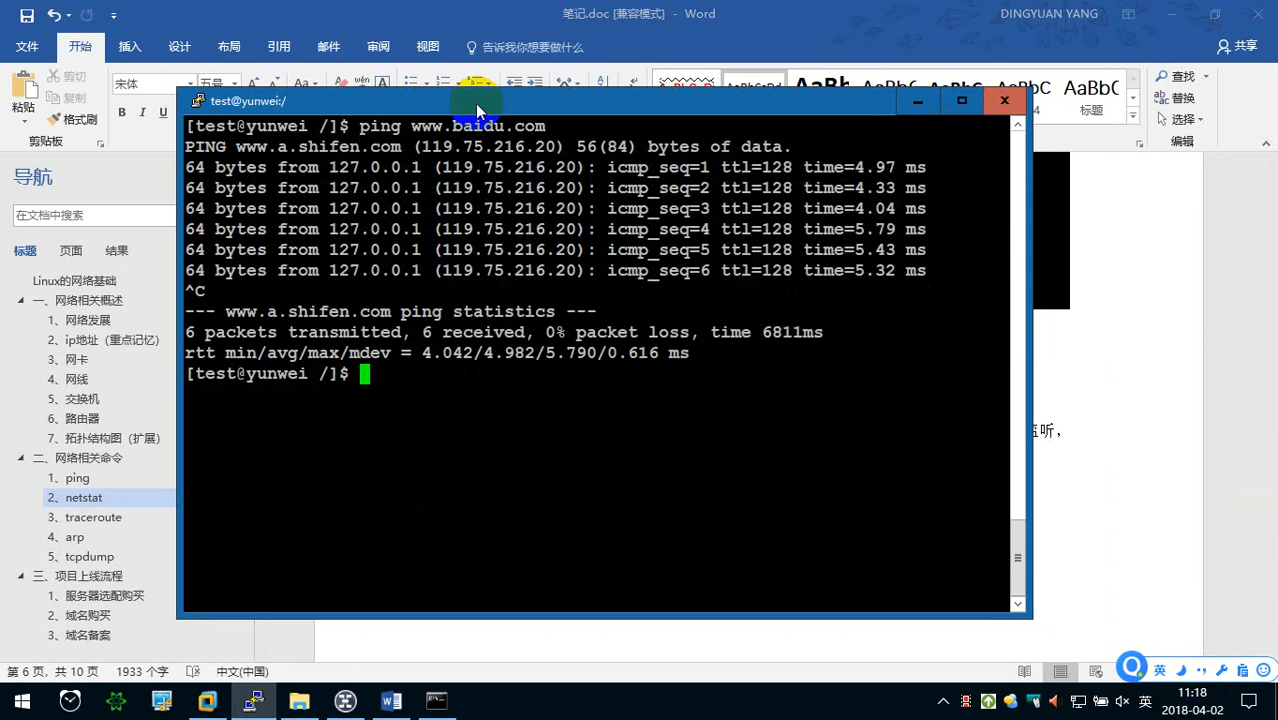 笔记.doc [兼容模式] - Word
DINGYUAN YANG
文件 开始 插入 设计 布局 引用 邮件 审阅 视图 告诉我你想要做什么 共享
粘贴 剪切 宋体 五号 Aa wén A AaBb AaBbC AaBbC 查找
复制 标题 替换
格式刷 B I U 选择
剪贴板 编辑
test@yunwei:/
[test@yunwei /]$ ping www.baidu.com
PING www.a.shifen.com (119.75.216.20) 56(84) bytes of data.
64 bytes from 127.0.0.1 (119.75.216.20): icmp_seq=1 ttl=128 time=4.97 ms
64 bytes from 127.0.0.1 (119.75.216.20): icmp_seq=2 ttl=128 time=4.33 ms
64 bytes from 127.0.0.1 (119.75.216.20): icmp_seq=3 ttl=128 time=4.04 ms
64 bytes from 127.0.0.1 (119.75.216.20): icmp_seq=4 ttl=128 time=5.79 ms
64 bytes from 127.0.0.1 (119.75.216.20): icmp_seq=5 ttl=128 time=5.43 ms
64 bytes from 127.0.0.1 (119.75.216.20): icmp_seq=6 ttl=128 time=5.32 ms
^C
--- www.a.shifen.com ping statistics ---
6 packets transmitted, 6 received, 0% packet loss, time 6811ms
rtt min/avg/max/mdev = 4.042/4.982/5.790/0.616 ms
[test@yunwei /]$
导航
在文档中搜索
标题 页面 结果
Linux的网络基础
一、网络相关概述
1、网络发展
2、ip地址（重点记忆）
3、网卡
4、网线
5、交换机
6、路由器
7、拓扑结构图（扩展）
二、网络相关命令
1、ping
2、netstat
3、traceroute
4、arp
5、tcpdump
三、项目上线流程
1、服务器选配购买
2、域名购买
3、域名备案
听，
第 6 页，共 10 页 1933 个字 中文(中国)
英
英 11:18
2018-04-02